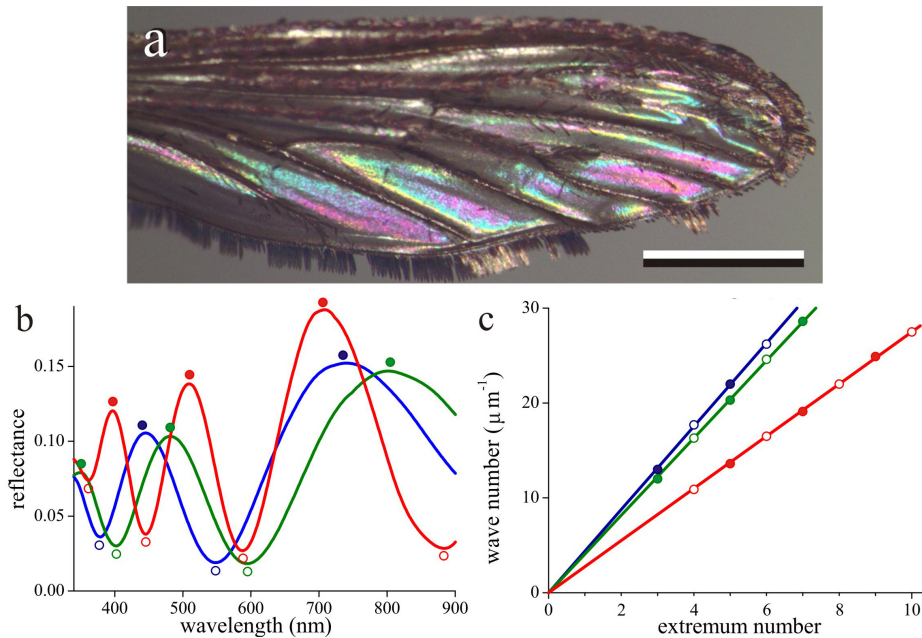 a
b
0.15
0.10
0.05
0.00
reflectance
400 500 600 700 800 900
wavelength (nm)
c
30
20
10
0
wave number (μ m⁻¹)
0 2 4 6 8 10
extremum number